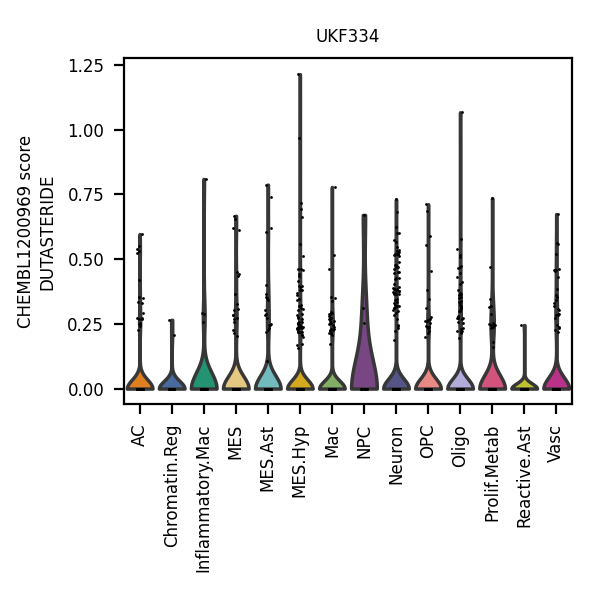 UKF334
CHEMBL1200969 score
DUTASTERIDE
1.25
1.00
0.75
0.50
0.25
0.00
AC
Chromatin.Reg
Inflammatory.Mac
MES
MES.Ast
MES.Hyp
Mac
NPC
Neuron
OPC
Oligo
Prolif.Metab
Reactive.Ast
Vasc